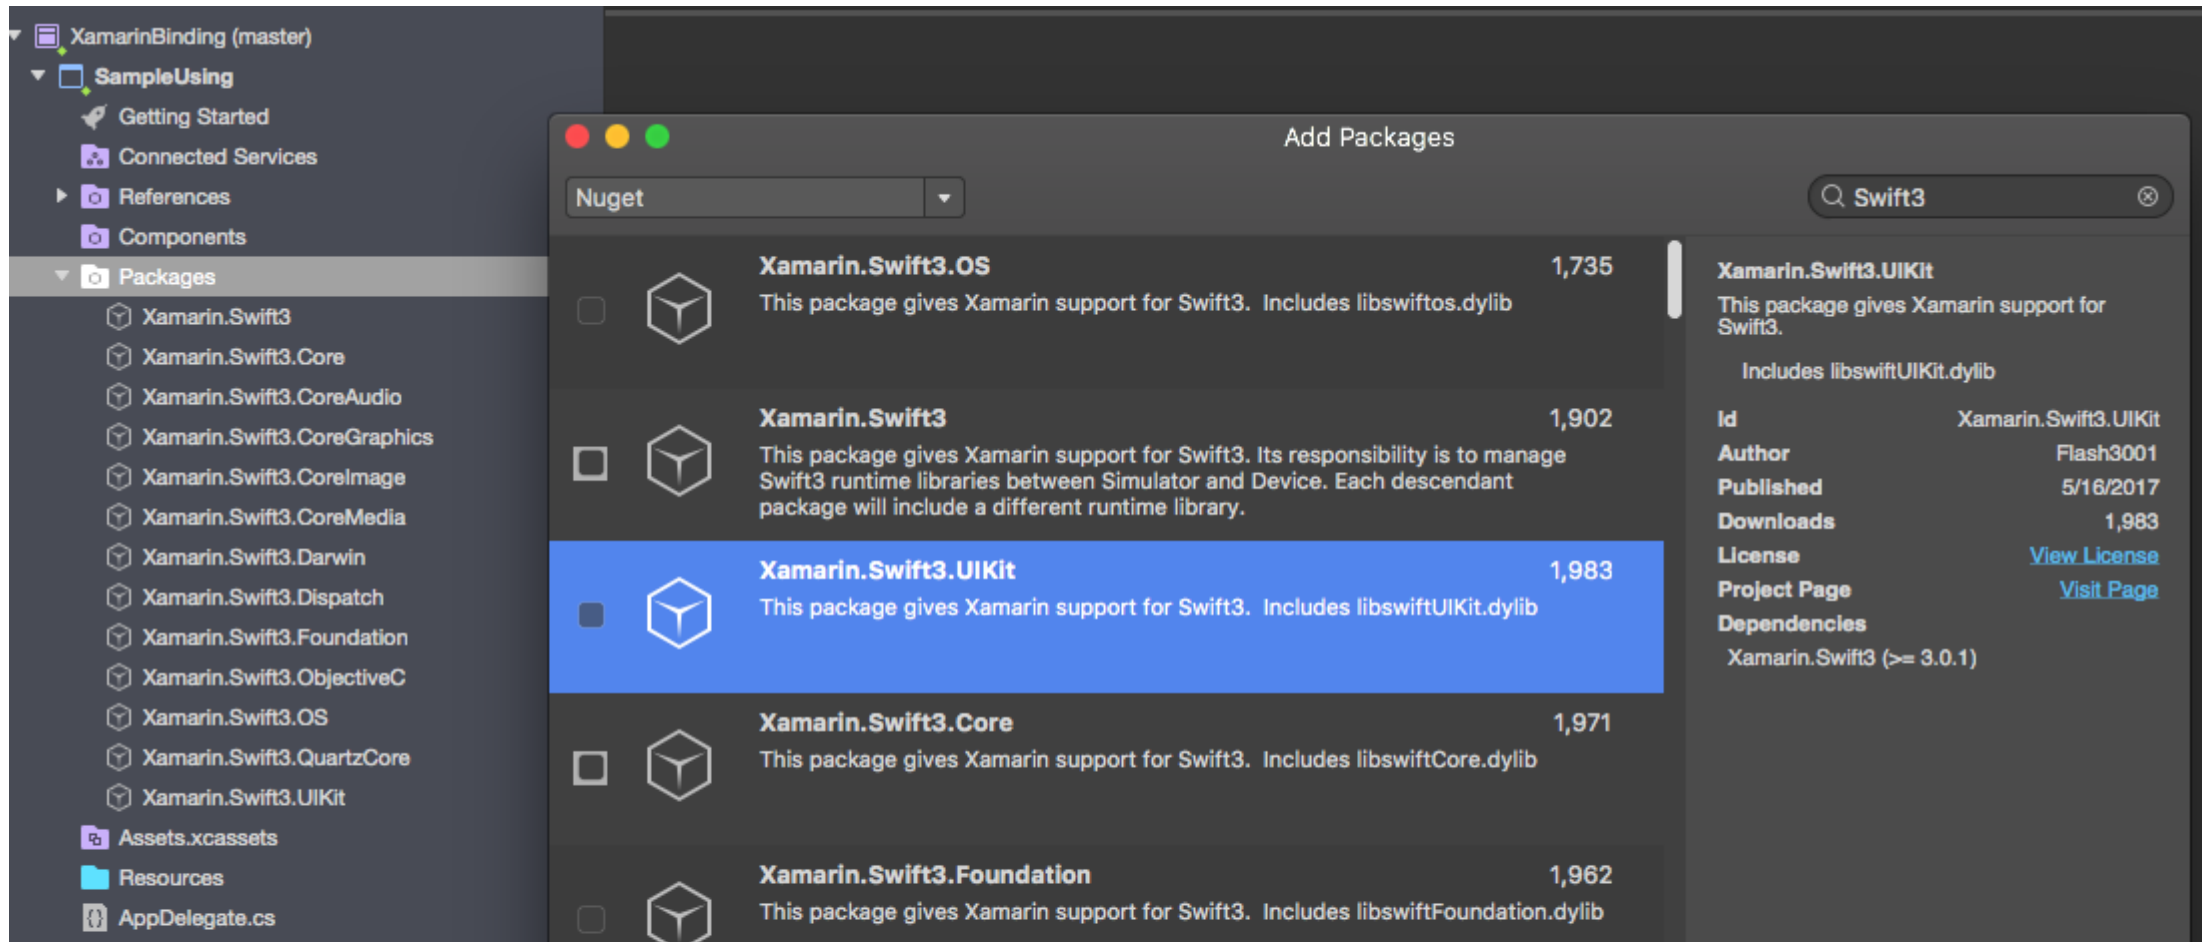 XamarinBinding (master)
SampleUsing
Getting Started
Connected Services
References
Components
Packages
Xamarin.Swift3
Xamarin.Swift3.Core
Xamarin.Swift3.CoreAudio
Xamarin.Swift3.CoreGraphics
Xamarin.Swift3.CoreImage
Xamarin.Swift3.CoreMedia
Xamarin.Swift3.Darwin
Xamarin.Swift3.Dispatch
Xamarin.Swift3.Foundation
Xamarin.Swift3.ObjectiveC
Xamarin.Swift3.OS
Xamarin.Swift3.QuartzCore
Xamarin.Swift3.UIKit
Assets.xcassets
Resources
AppDelegate.cs
Add Packages
Nuget
Swift3
Xamarin.Swift3.OS 1,735
This package gives Xamarin support for Swift3. Includes libswiftos.dylib
Xamarin.Swift3 1,902
This package gives Xamarin support for Swift3. Its responsibility is to manage
Swift3 runtime libraries between Simulator and Device. Each descendant
package will include a different runtime library.
Xamarin.Swift3.UIKit 1,983
This package gives Xamarin support for Swift3. Includes libswiftUIKit.dylib
Xamarin.Swift3.Core 1,971
This package gives Xamarin support for Swift3. Includes libswiftCore.dylib
Xamarin.Swift3.Foundation 1,962
This package gives Xamarin support for Swift3. Includes libswiftFoundation.dylib
Xamarin.Swift3.UIKit
This package gives Xamarin support for
Swift3.
Includes libswiftUIKit.dylib
Id Xamarin.Swift3.UIKit
Author Flash3001
Published 5/16/2017
Downloads 1,983
License View License
Project Page Visit Page
Dependencies
Xamarin.Swift3 (>= 3.0.1)